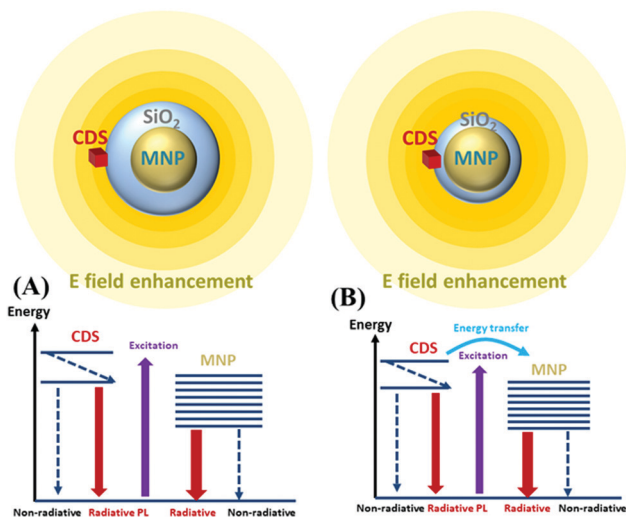 SiO2
CDS
MNP
E field enhancement
(A)
Energy
CDS
Excitation
MNP
Non-radiative Radiative PL Radiative Non-radiative
SiO2
CDS
MNP
E field enhancement
(B)
Energy
Energy transfer
CDS
Excitation
MNP
Non-radiative Radiative PL Radiative Non-radiative